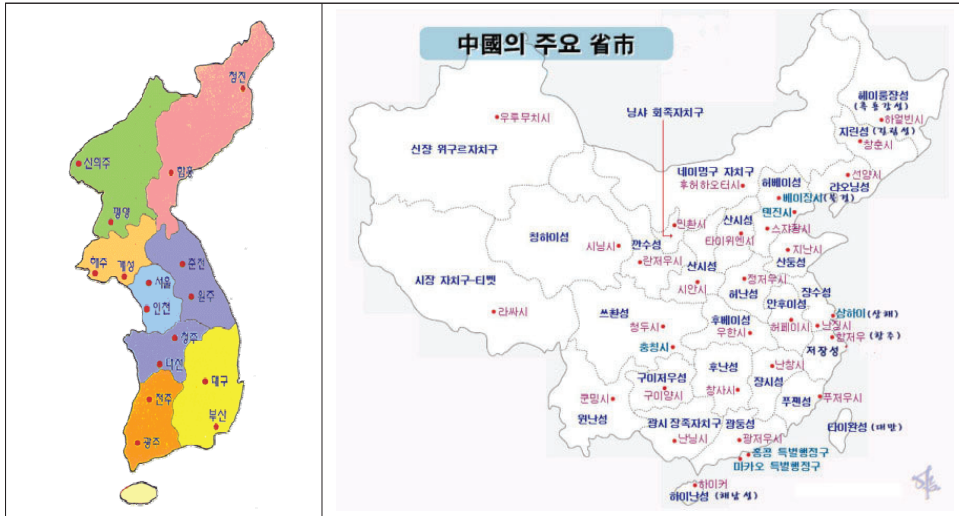 청진
신의주
함흥
평양
해주
개성
춘천
서울
원주
인천
청주
대전
대구
전주
부산
광주
中國의 주요 省市
닝샤 회족자치구
헤이룽쟝성
(흑룡강성)
하얼빈시
지린성 (길림성)
창춘시
우루무치시
신쟝 위구르자치구
네이멍구 자치구
후허하오터시
허베이성
선양시
랴오닝성
베이징시(북경)
톈진시
인촨시
산시성
스자좡시
칭하이성
깐수성
타이위엔시
시닝시
란저우시
지난시
산둥성
시장 자치구-티벳
산시성
시안시
정저우시
허난성
쟝수성
안후이성
라싸시
쓰촨성
후베이성
상하이(상해)
청두시
우한시
허페이시
난징시
항저우 (항주)
저장성
충칭시
후난성
난창시
구이저우성
쟝시성
쿤밍시
구이양시
창사시
푸저우시
푸젠성
윈난성
광시 장족자치구
광둥성
타이완성 (대만)
난닝시
광저우시
홍콩 특별행정구
마카오 특별행정구
하이커
하이난성 (해남성)